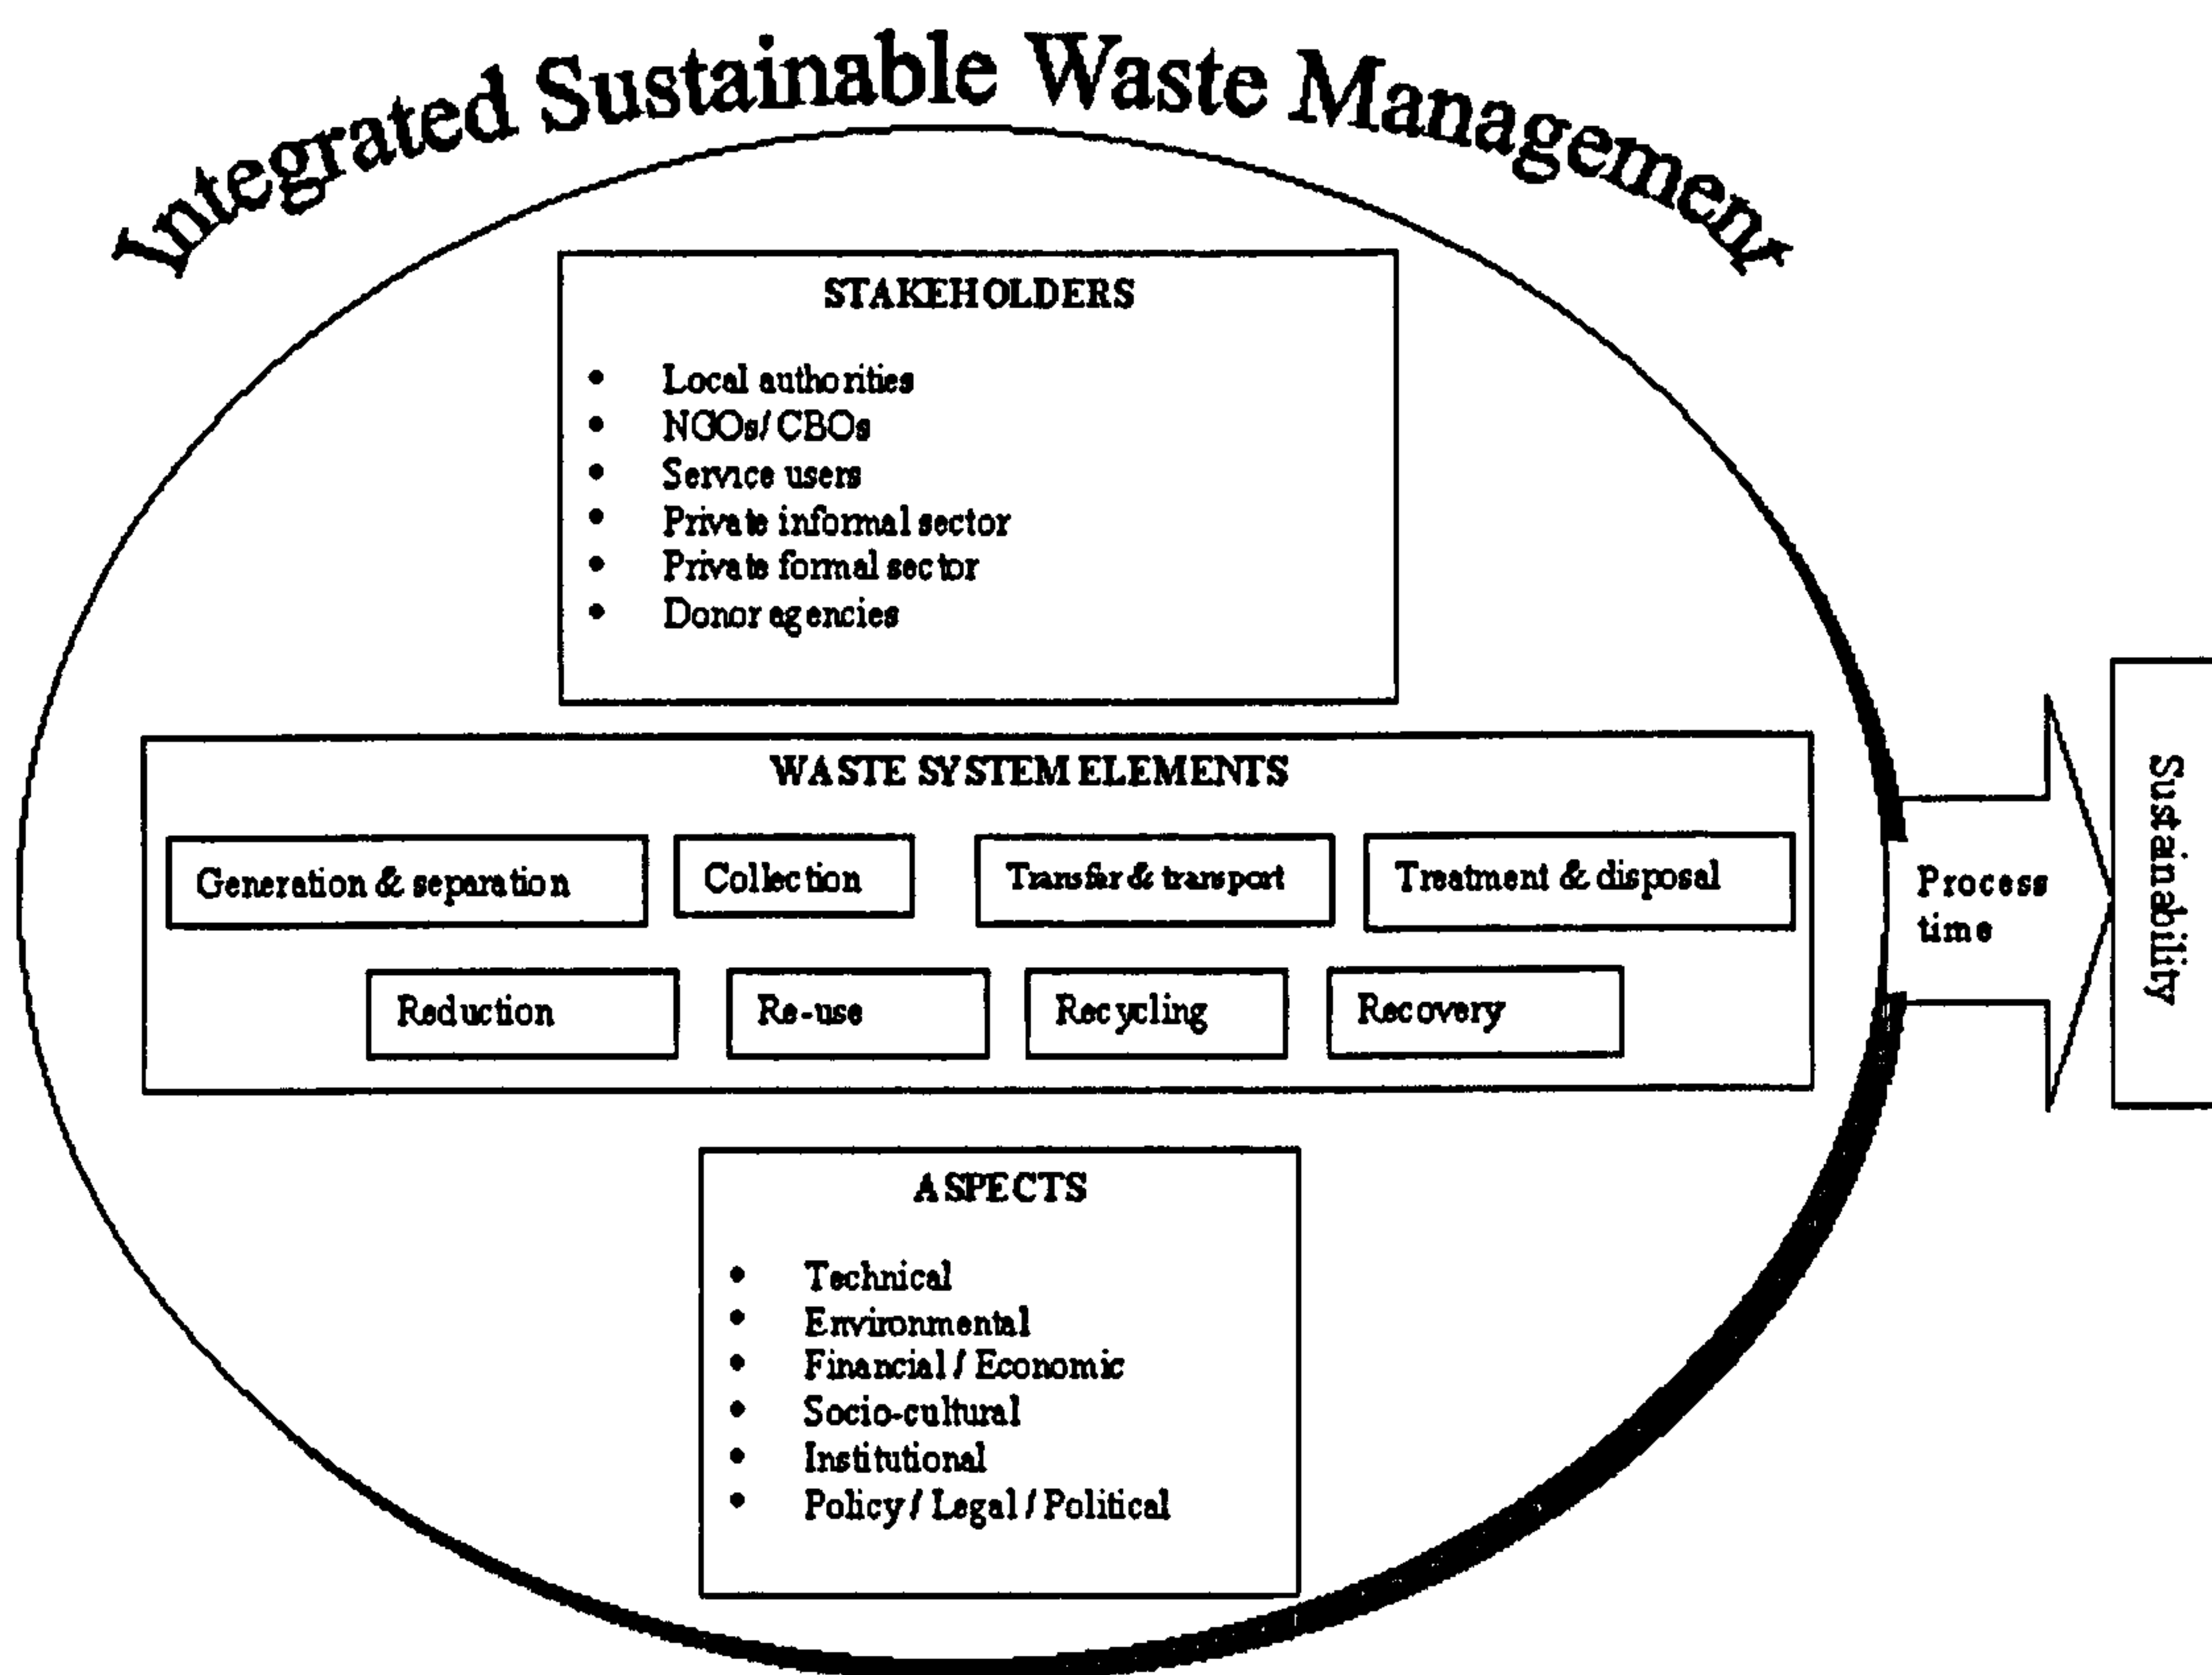 Integrated Sustainable Waste Management
STAKEHOLDERS
• Local authorities
• NGOs/ CBOs
• Service users
• Private informal sector
• Private formal sector
• Donor agencies
WASTE SYSTEM ELEMENTS
Generation & separation
Collection
Transfer & transport
Treatment & disposal
Reduction
Re-use
Recycling
Recovery
Process
time
Sustainability
ASPECTS
• Technical
• Environmental
• Financial / Economic
• Socio-cultural
• Institutional
• Policy / Legal / Political